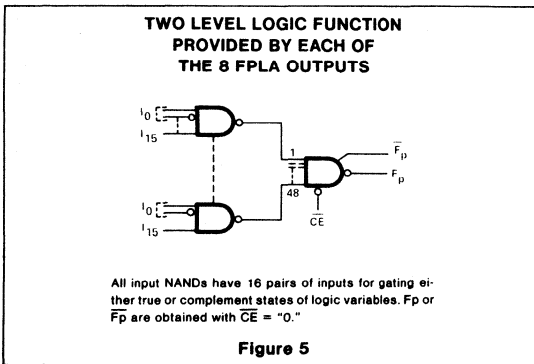 TWO LEVEL LOGIC FUNCTION
PROVIDED BY EACH OF
THE 8 FPLA OUTPUTS
I0
I15
1
F̅p
Fp
48
C̅E̅
I0
I15
All input NANDs have 16 pairs of inputs for gating ei-
ther true or complement states of logic variables. Fp or
F̅p̅ are obtained with C̅E̅ = "0."
Figure 5